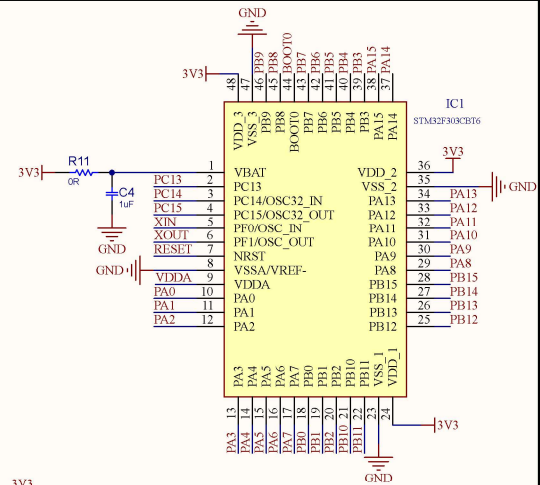 GND
3V3
48
47
46 PB9
45 PB8
44 BOOT0
43 PB7
42 PB6
41 PB5
40 PB4
39 PB3
38 PA15
37 PA14
VDD_3
VSS_3
PB9
PB8
BOOT0
PB7
PB6
PB5
PB4
PB3
PA15
PA14
IC1
STM32F303CBT6
3V3
R11
0R
C4
1uF
GND
1 VBAT
PC13 2 PC13
PC14 3 PC14/OSC32_IN
PC15 4 PC15/OSC32_OUT
XIN 5 PF0/OSC_IN
XOUT 6 PF1/OSC_OUT
RESET 7 NRST
GND 8 VSSA/VREF-
VDDA 9 VDDA
PA0 10 PA0
PA1 11 PA1
PA2 12 PA2
3V3
VDD_2 36
VSS_2 35 GND
PA13 34 PA13
PA12 33 PA12
PA11 32 PA11
PA10 31 PA10
PA9 30 PA9
PA8 29 PA8
PB15 28 PB15
PB14 27 PB14
PB13 26 PB13
PB12 25 PB12
PA3
PA4
PA5
PA6
PA7
PB0
PB1
PB2
PB10
PB11
VSS_1
VDD_1
PA3 13
PA4 14
PA5 15
PA6 16
PA7 17
PB0 18
PB1 19
PB2 20
PB10 21
PB11 22
23
24
3V3
GND
3V3